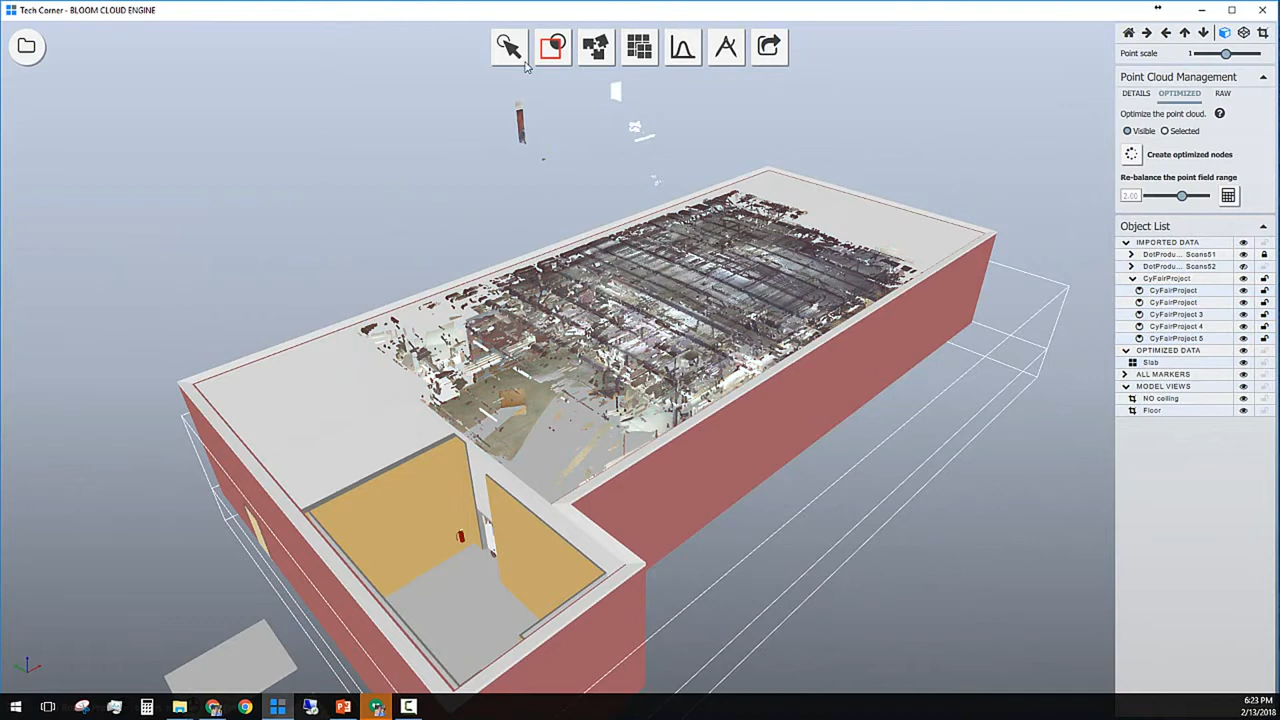 Tech Corner - BLOOM CLOUD ENGINE
Point scale 1
Point Cloud Management
DETAILS OPTIMIZED RAW
Optimize the point cloud. ?
Visible Selected
Create optimized nodes
Re-balance the point field range
2.00
Object List
IMPORTED DATA
DotProdu... Scans51
DotProdu... Scans52
CyFairProject
CyFairProject
CyFairProject
CyFairProject 3
CyFairProject 4
CyFairProject 5
OPTIMIZED DATA
Slab
ALL MARKERS
MODEL VIEWS
NO ceiling
Floor
6:23 PM
2/13/2018